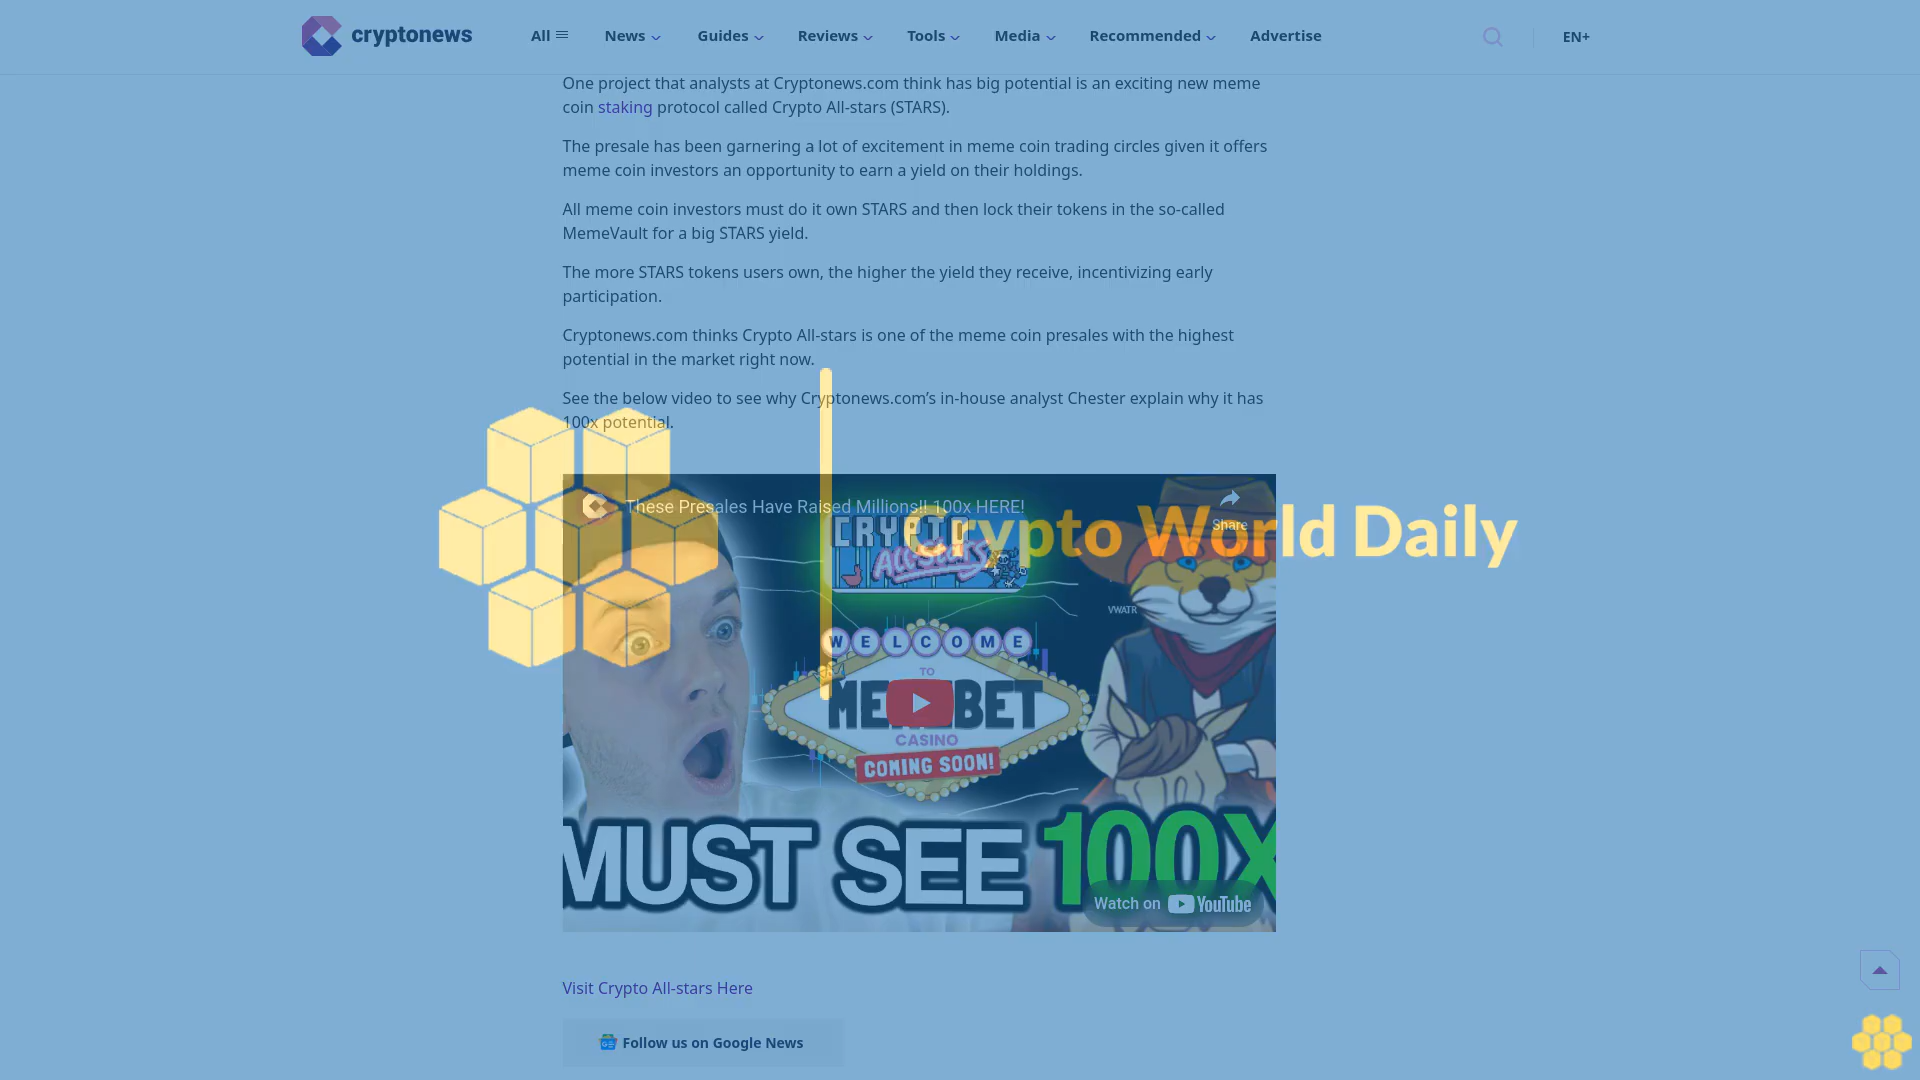 cryptonews
All
News
Guides
Reviews
Tools
Media
Recommended
Advertise
EN+
One project that analysts at Cryptonews.com think has big potential is an exciting new meme
coin staking protocol called Crypto All-stars (STARS).
The presale has been garnering a lot of excitement in meme coin trading circles given it offers
meme coin investors an opportunity to earn a yield on their holdings.
All meme coin investors must do it own STARS and then lock their tokens in the so-called
MemeVault for a big STARS yield.
The more STARS tokens users own, the higher the yield they receive, incentivizing early
participation.
Cryptonews.com thinks Crypto All-stars is one of the meme coin presales with the highest
potential in the market right now.
See the below video to see why Cryptonews.com’s in-house analyst Chester explain why it has
100x potential.
These Presales Have Raised Millions!! 100x HERE!
Share
CRYPTO
All-Stars
Crypto World Daily
VWATR
WELCOME
TO
CASINO
COMING SOON!
MUST SEE 100X
Watch on YouTube
Visit Crypto All-stars Here
Follow us on Google News